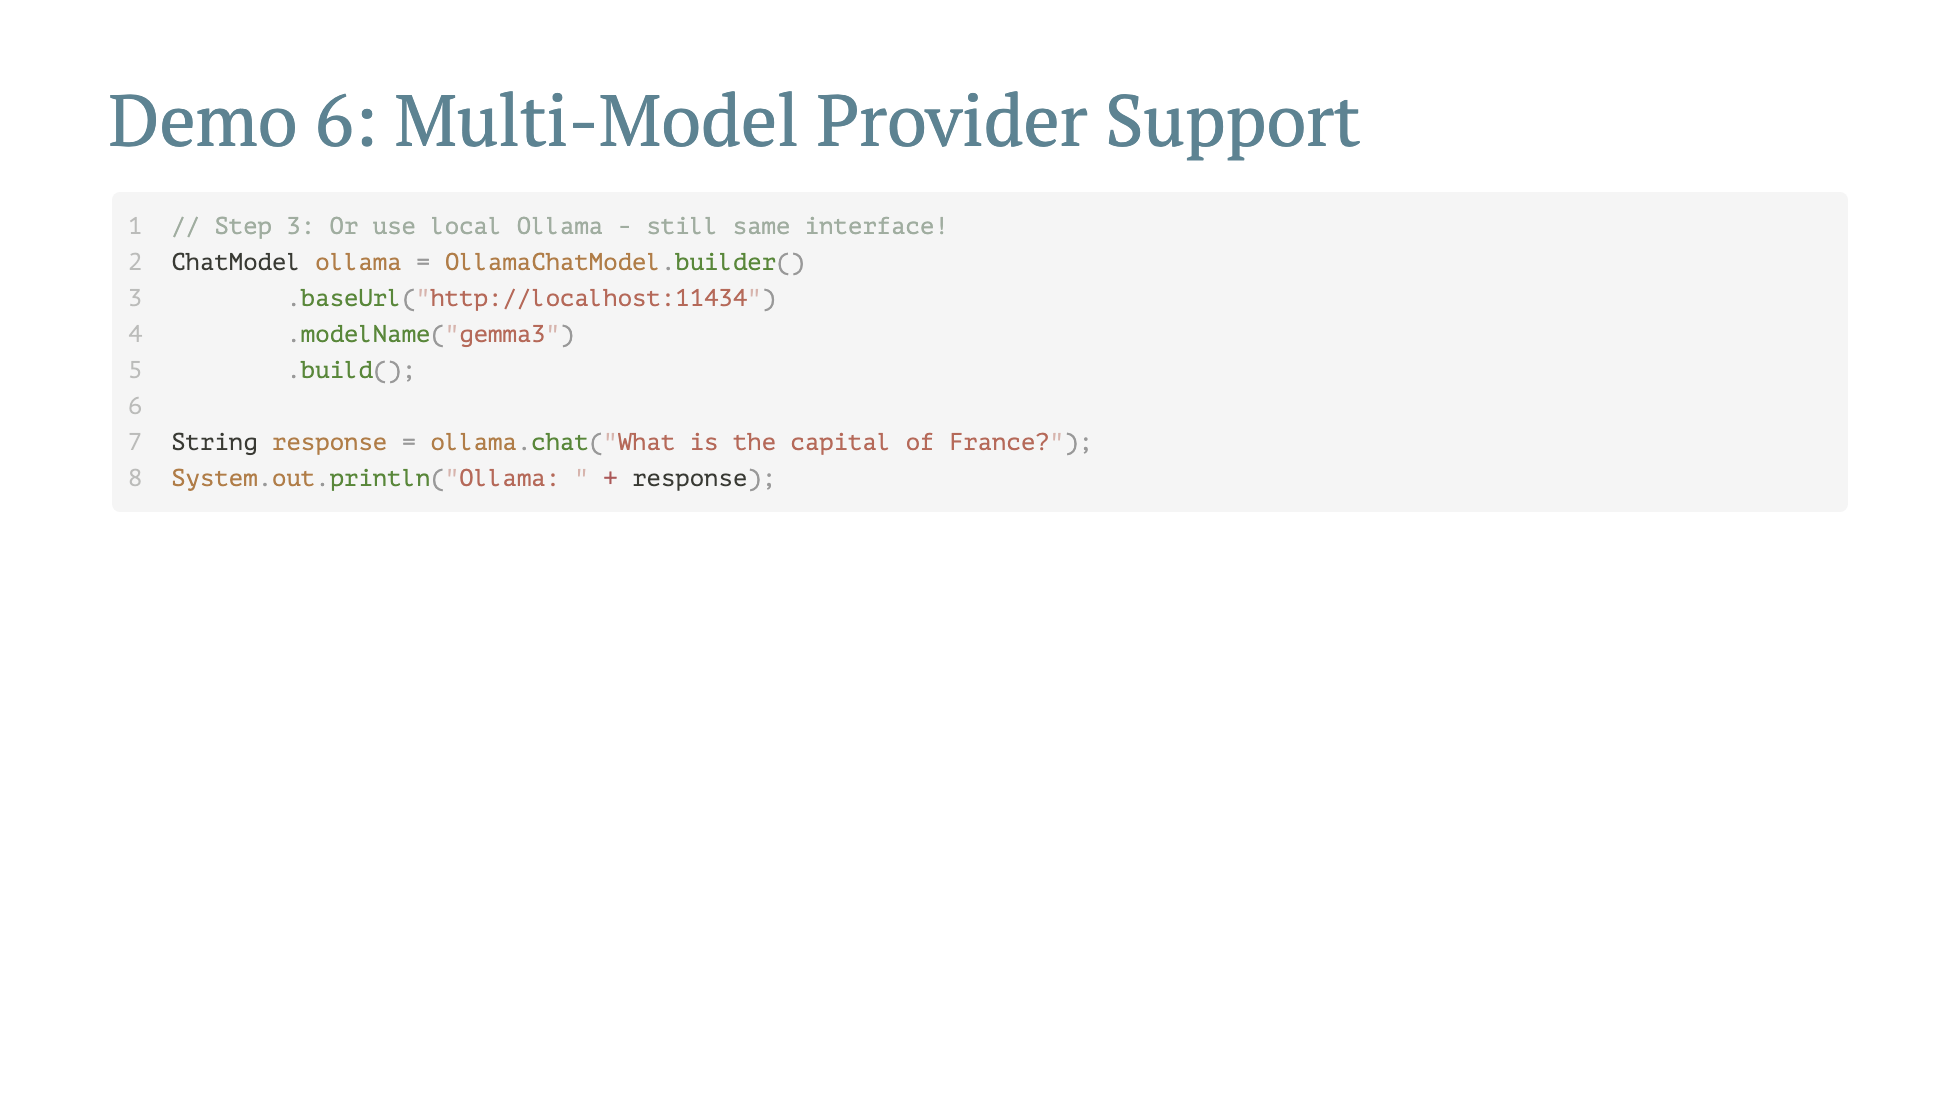 Demo 6: Multi-Model Provider Support
1 // Step 3: Or use local Ollama - still same interface!
2 ChatModel ollama = OllamaChatModel.builder()
3         .baseUrl("http://localhost:11434")
4         .modelName("gemma3")
5         .build();
6
7 String response = ollama.chat("What is the capital of France?");
8 System.out.println("Ollama: " + response);